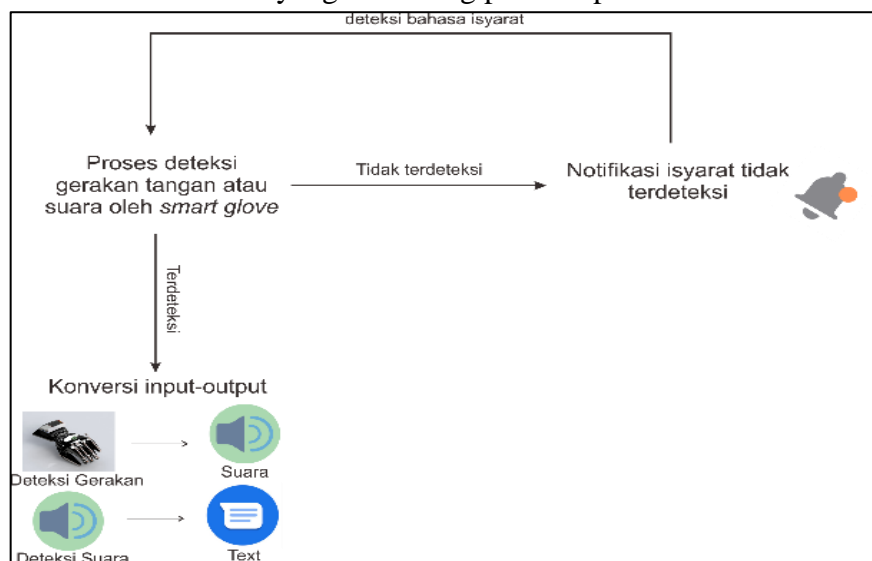 deteksi bahasa isyarat
Proses deteksi
gerakan tangan atau
suara oleh smart glove
Tidak terdeteksi
Notifikasi isyarat tidak
terdeteksi
Terdeteksi
Konversi input-output
Deteksi Gerakan
Suara
Deteksi Suara
Text